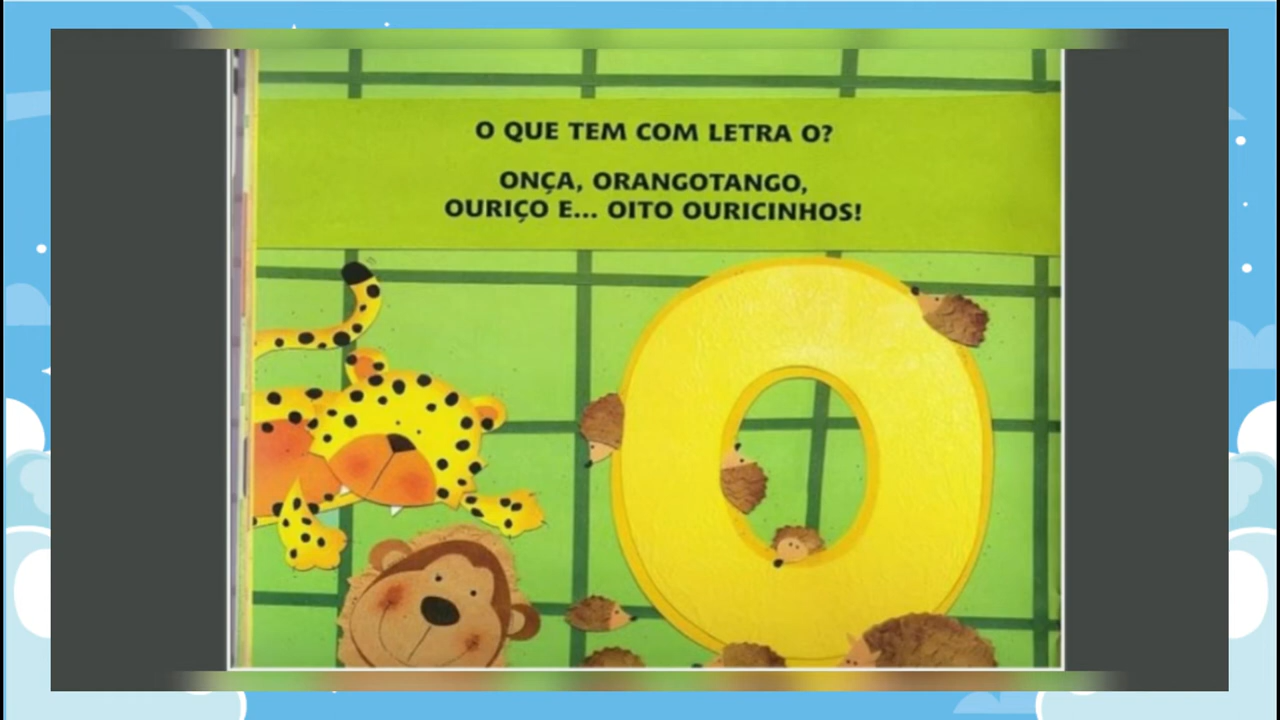 O QUE TEM COM LETRA O?
ONÇA, ORANGOTANGO,
OURIÇO E... OITO OURICINHOS!
O